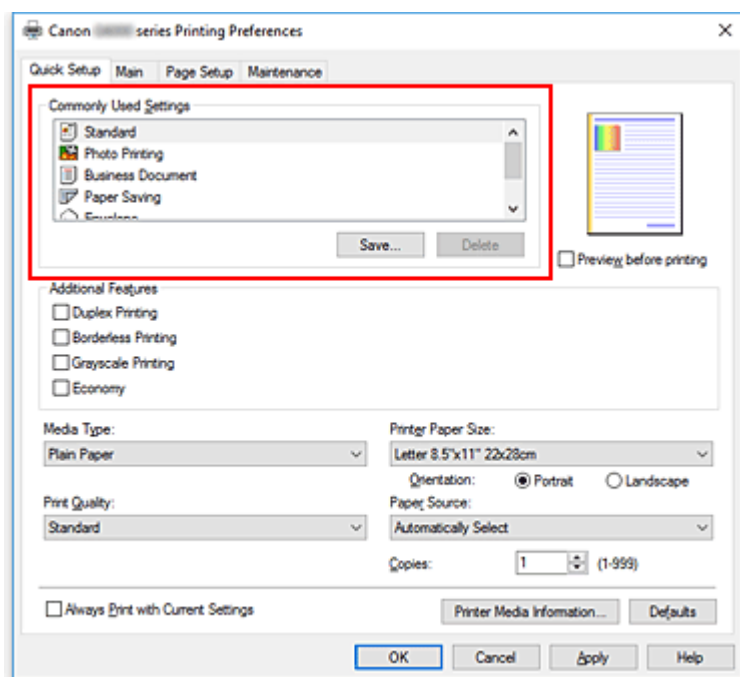 Canon series Printing Preferences
Quick Setup Main Page Setup Maintenance
Commonly Used Settings
Standard
Photo Printing
Business Document
Paper Saving
Envelope
Save... Delete
Preview before printing
Additional Features
Duplex Printing
Borderless Printing
Grayscale Printing
Economy
Media Type: Printer Paper Size:
Plain Paper Letter 8.5"x11" 22x28cm
Orientation: Portrait Landscape
Print Quality: Paper Source:
Standard Automatically Select
Copies: 1 (1-999)
Always Print with Current Settings Printer Media Information... Defaults
OK Cancel Apply Help